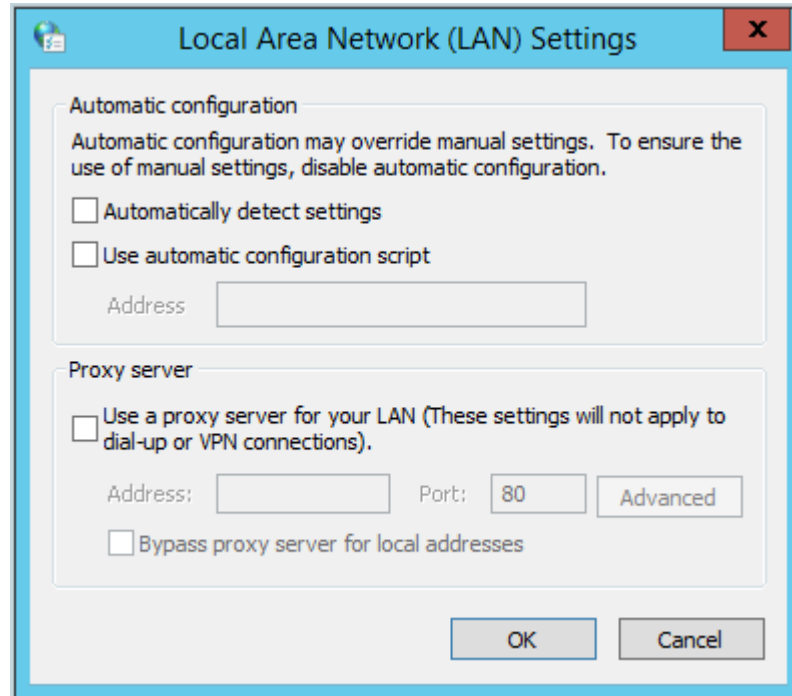 Local Area Network (LAN) Settings
x
Automatic configuration
Automatic configuration may override manual settings.  To ensure the
use of manual settings, disable automatic configuration.
Automatically detect settings
Use automatic configuration script
Address
Proxy server
Use a proxy server for your LAN (These settings will not apply to
dial-up or VPN connections).
Address: Port: 80 Advanced
Bypass proxy server for local addresses
OK Cancel